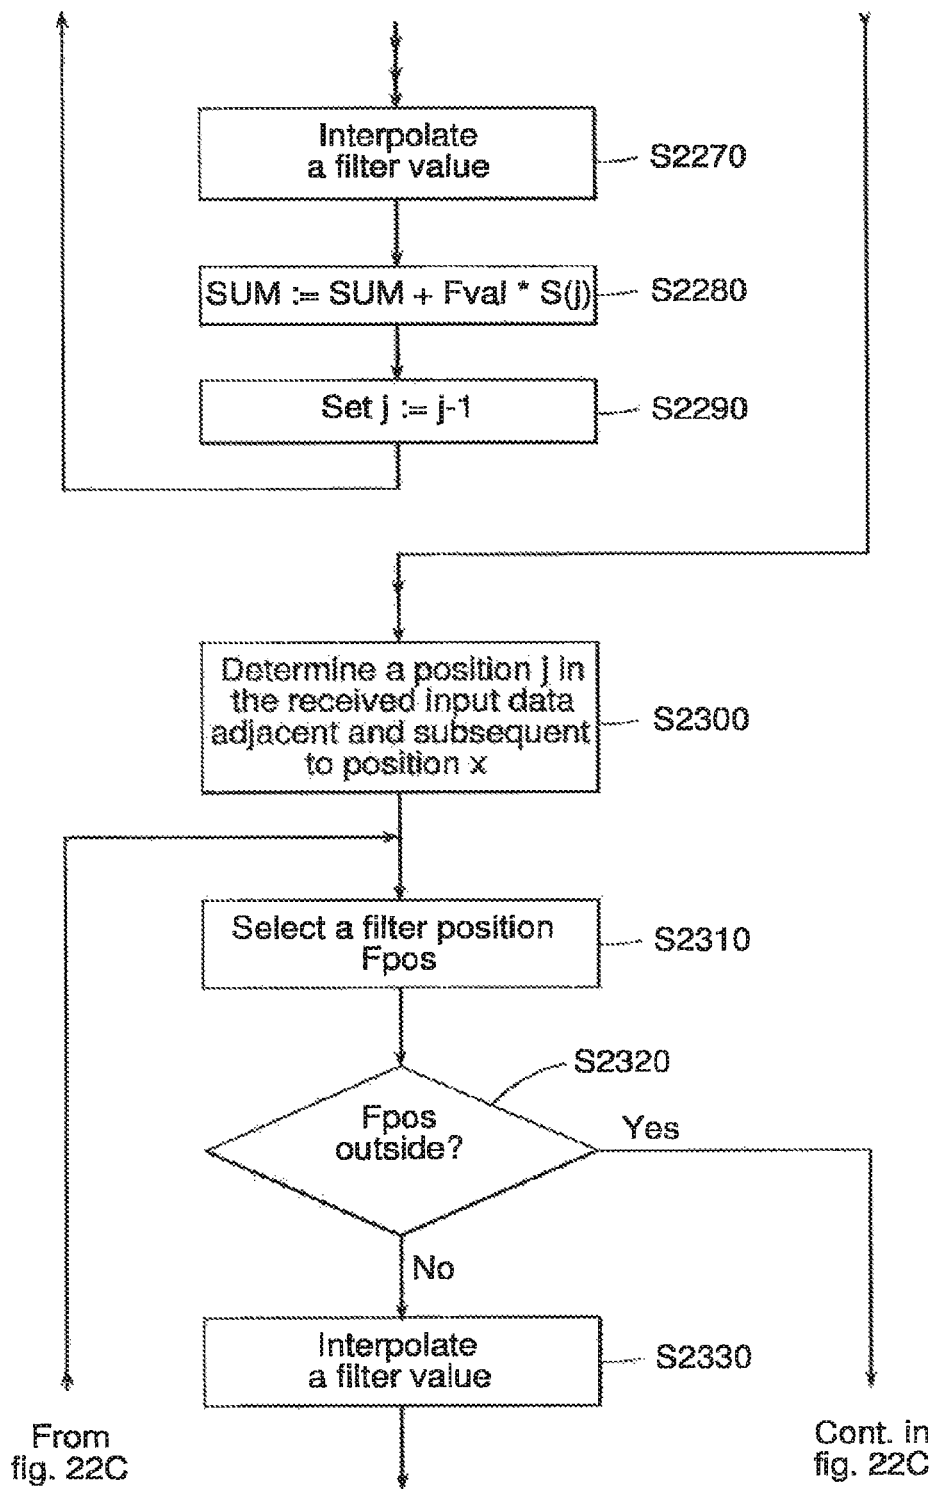 Interpolate
a filter value
S2270
SUM := SUM + Fval * S(j)
S2280
Set j := j-1
S2290
Determine a position j in
the received input data
adjacent and subsequent
to position x
S2300
Select a filter position
Fpos
S2310
S2320
Fpos
outside?
Yes
No
Interpolate
a filter value
S2330
From
fig. 22C
Cont. in
fig. 22C